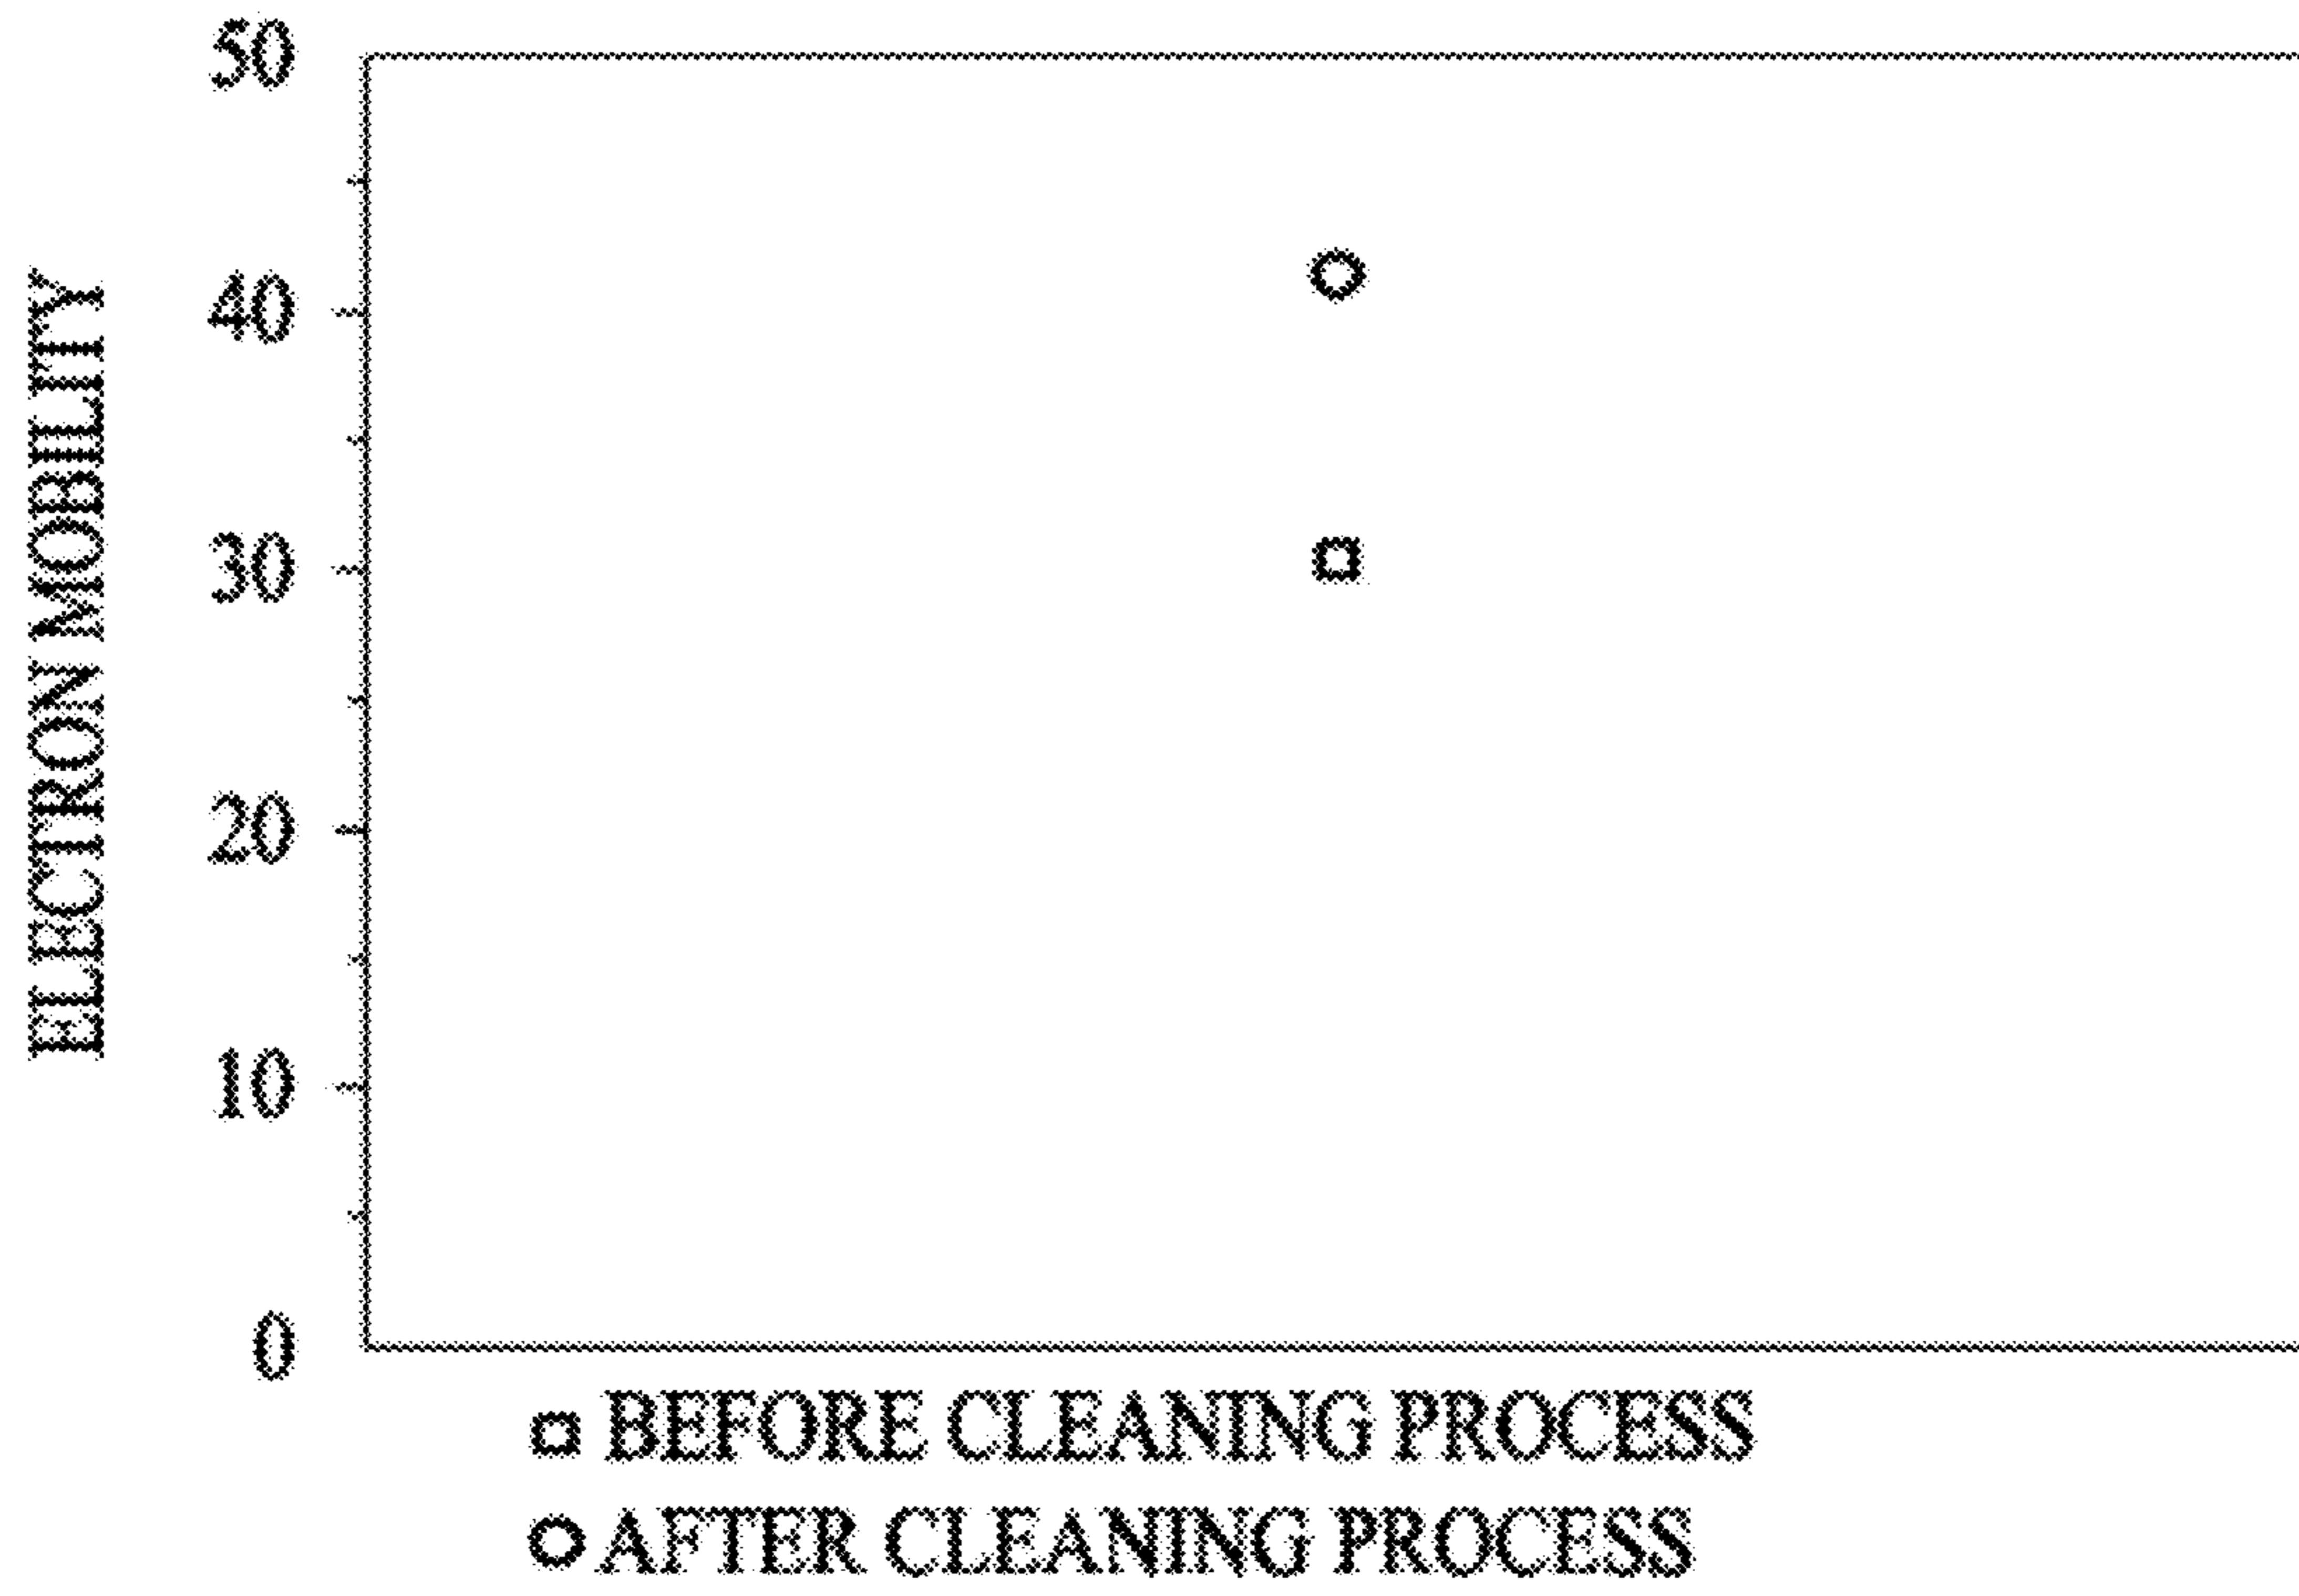 ELECTRON MOBILITY
50
40
30
20
10
0
BEFORE CLEANING PROCESS
AFTER CLEANING PROCESS